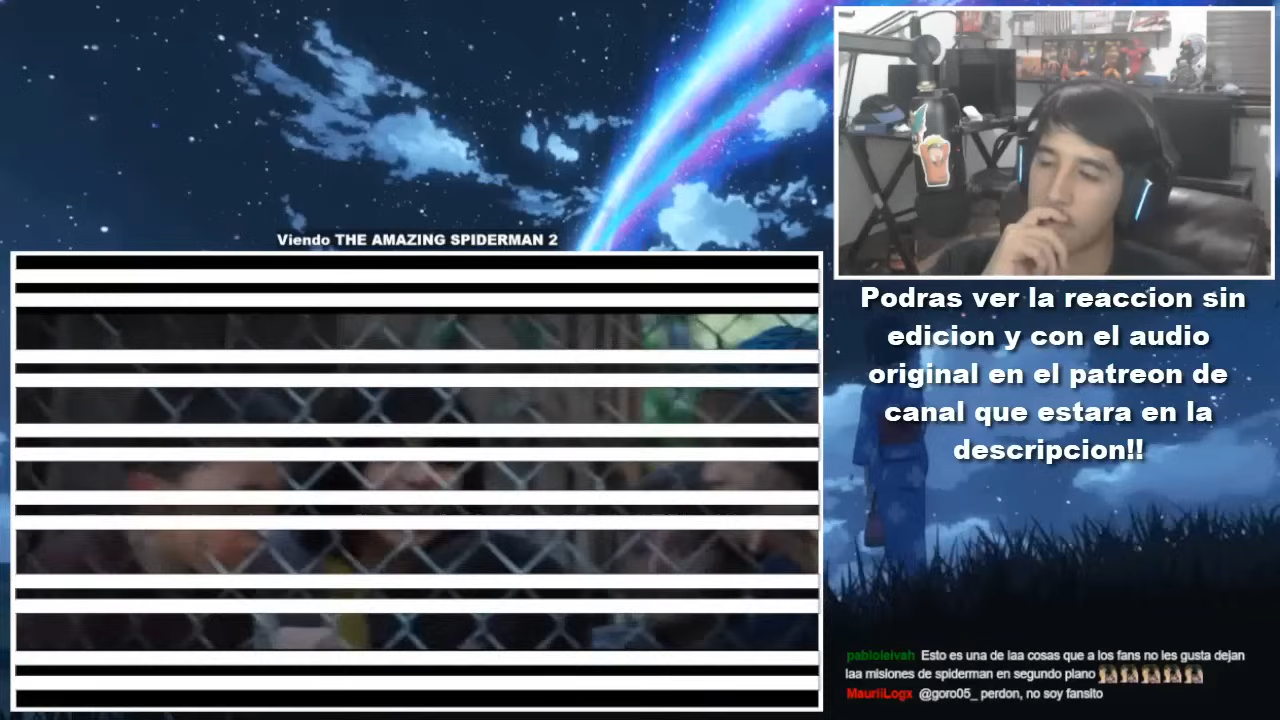 Viendo THE AMAZING SPIDERMAN 2
Podras ver la reaccion sin
edicion y con el audio
original en el patreon de
canal que estara en la
descripcion!!
pabloleivah Esto es una de laa cosas que a los fans no les gusta dejan
laa misiones de spiderman en segundo plano
MauriiLogx @goro05_ perdon, no soy fansito